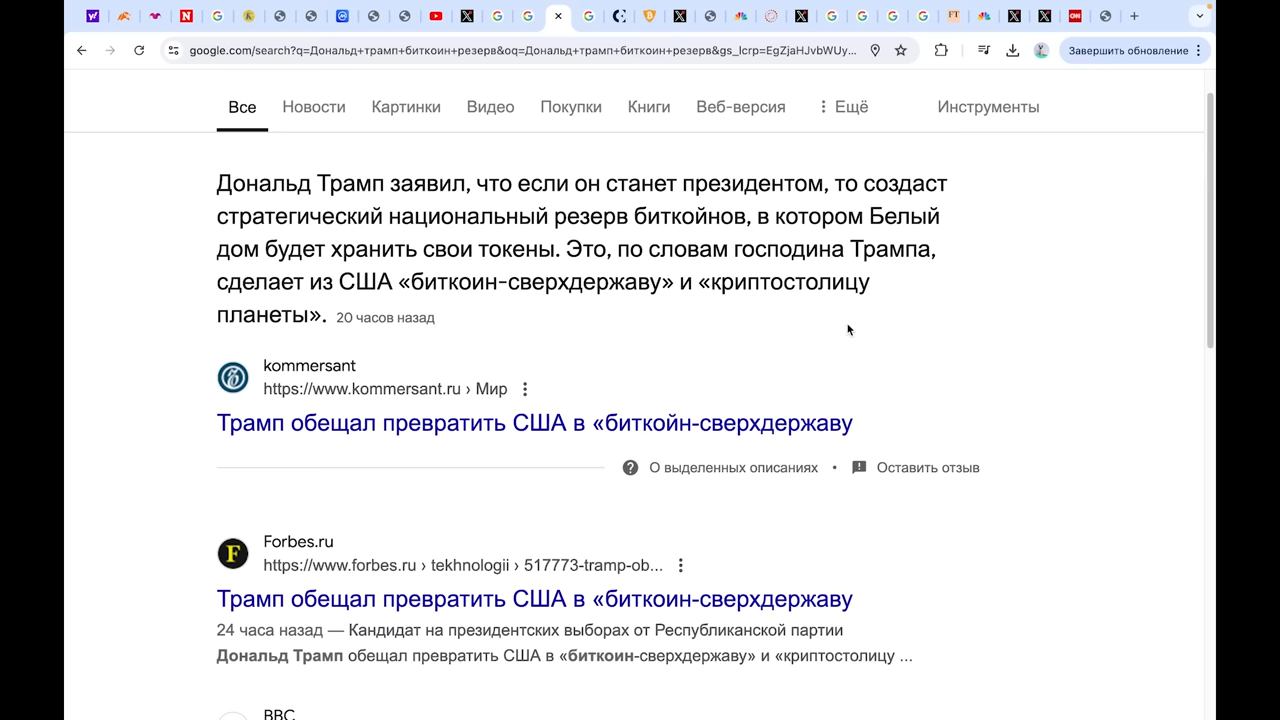 google.com/search?q=Дональд+трамп+биткоин+резерв&oq=Дональд+трамп+биткоин+резерв&gs_lcrp=EgZjaHJvbWUy...
Завершить обновление
Все
Новости
Картинки
Видео
Покупки
Книги
Веб-версия
Ещё
Инструменты
Дональд Трамп заявил, что если он станет президентом, то создаст
стратегический национальный резерв биткойнов, в котором Белый
дом будет хранить свои токены. Это, по словам господина Трампа,
сделает из США «биткоин-сверхдержаву» и «криптостолицу
планеты». 20 часов назад
kommersant
https://www.kommersant.ru › Мир
Трамп обещал превратить США в «биткойн-сверхдержаву
О выделенных описаниях • Оставить отзыв
F
Forbes.ru
https://www.forbes.ru › tekhnologii › 517773-tramp-ob...
Трамп обещал превратить США в «биткоин-сверхдержаву
24 часа назад — Кандидат на президентских выборах от Республиканской партии
Дональд Трамп обещал превратить США в «биткоин-сверхдержаву» и «криптостолицу ...
BBC